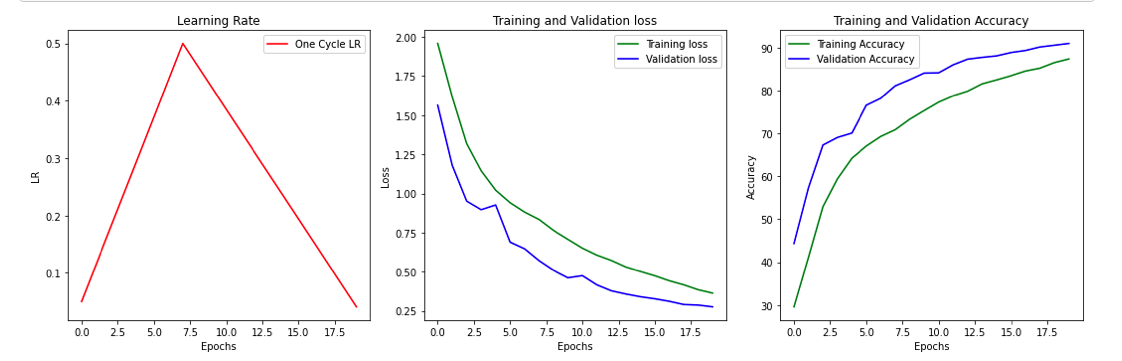 Learning Rate
One Cycle LR
0.5
0.4
0.3
0.2
0.1
LR
0.0 2.5 5.0 7.5 10.0 12.5 15.0 17.5
Epochs
Training and Validation loss
Training loss
Validation loss
2.00
1.75
1.50
1.25
1.00
0.75
0.50
0.25
Loss
0.0 2.5 5.0 7.5 10.0 12.5 15.0 17.5
Epochs
Training and Validation Accuracy
Training Accuracy
Validation Accuracy
90
80
70
60
50
40
30
Accuracy
0.0 2.5 5.0 7.5 10.0 12.5 15.0 17.5
Epochs